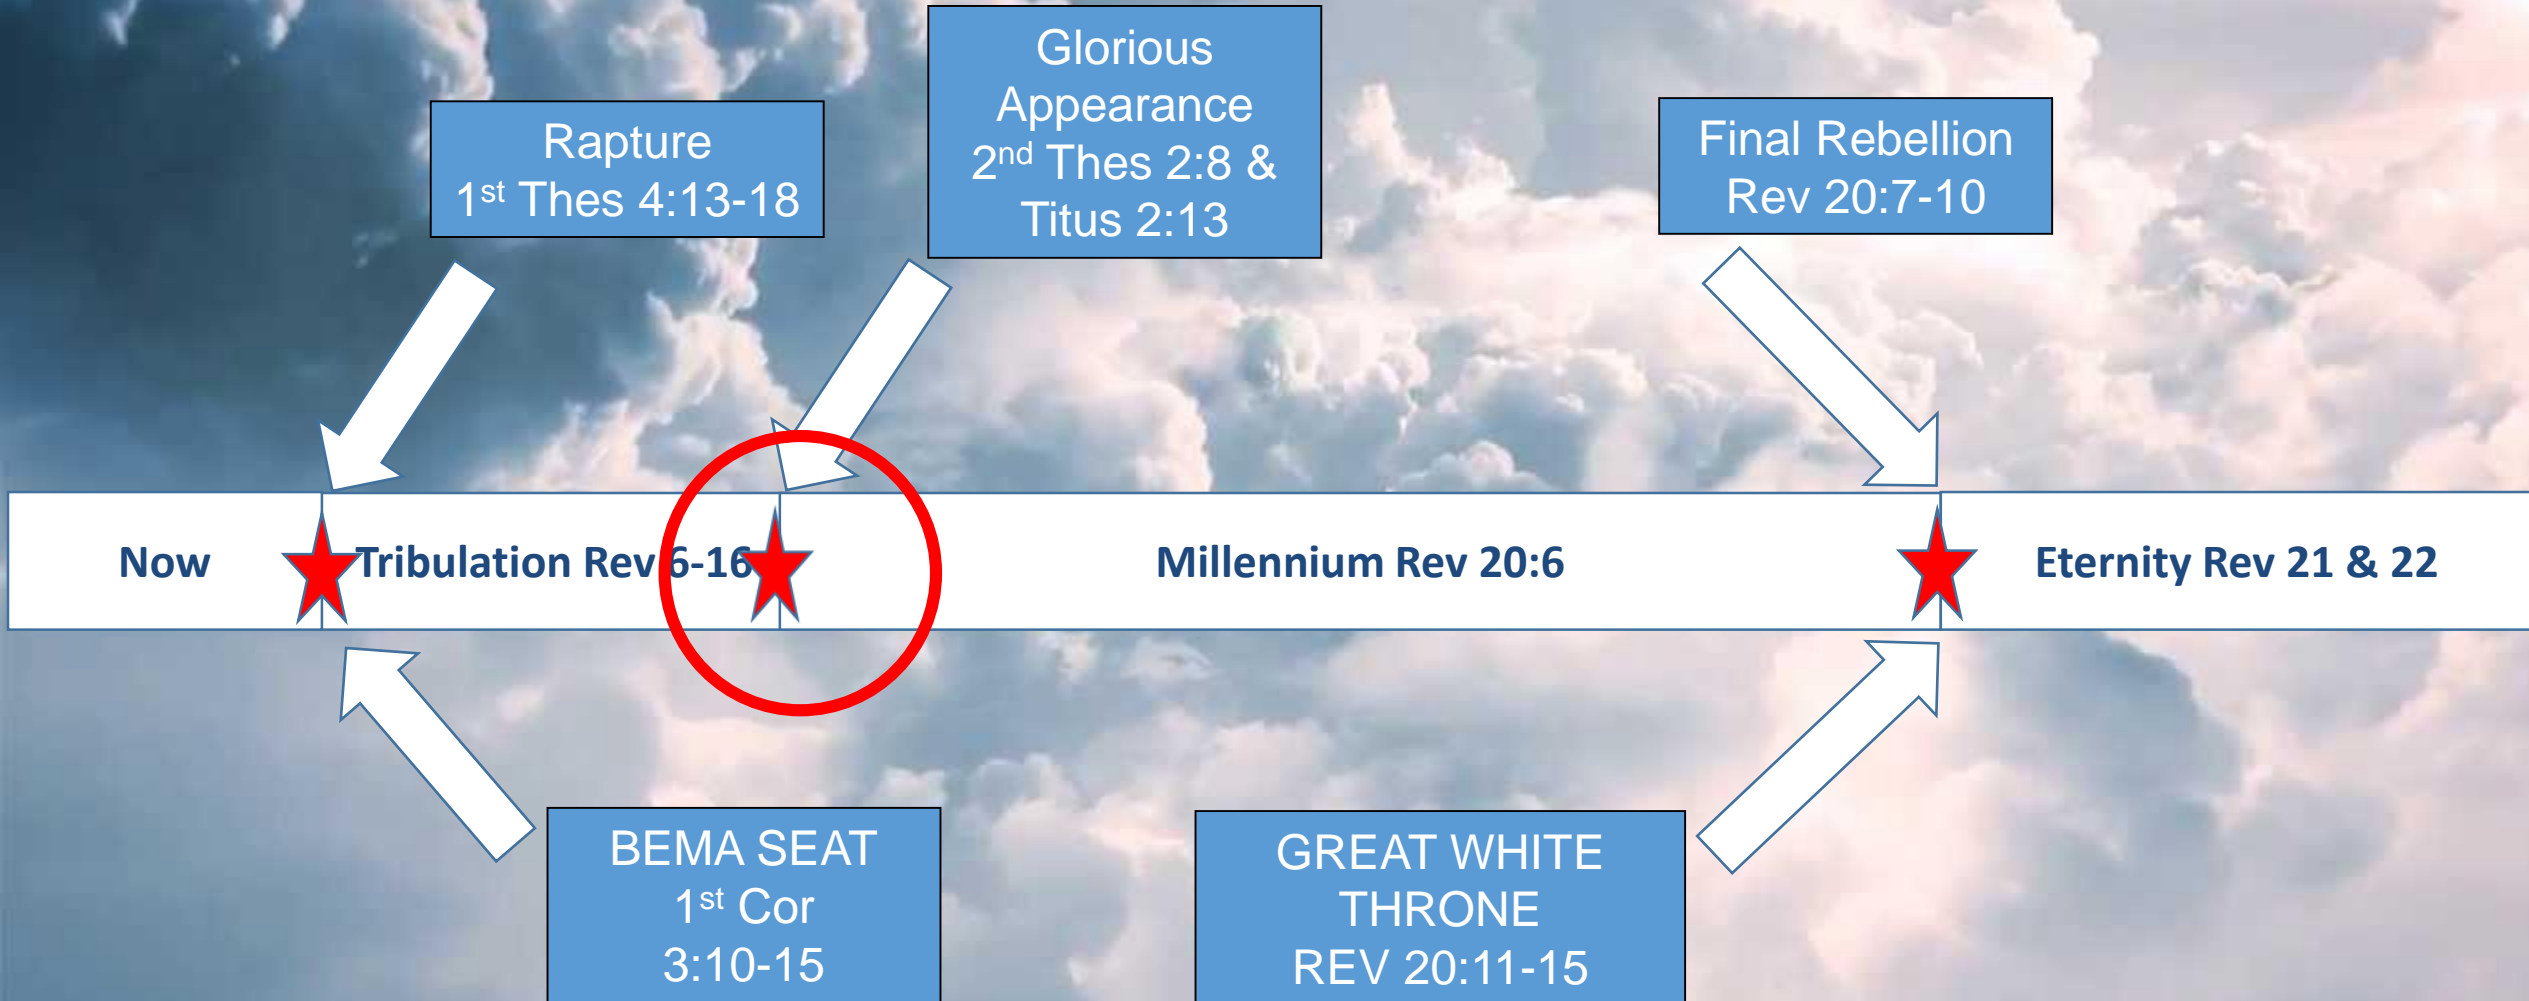 Glorious
Appearance
2nd Thes 2:8 &
Titus 2:13
Rapture
1st Thes 4:13-18
Final Rebellion
Rev 20:7-10
Now
Tribulation Rev 6-16
Millennium Rev 20:6
Eternity Rev 21 & 22
BEMA SEAT
1st Cor
3:10-15
GREAT WHITE
THRONE
REV 20:11-15